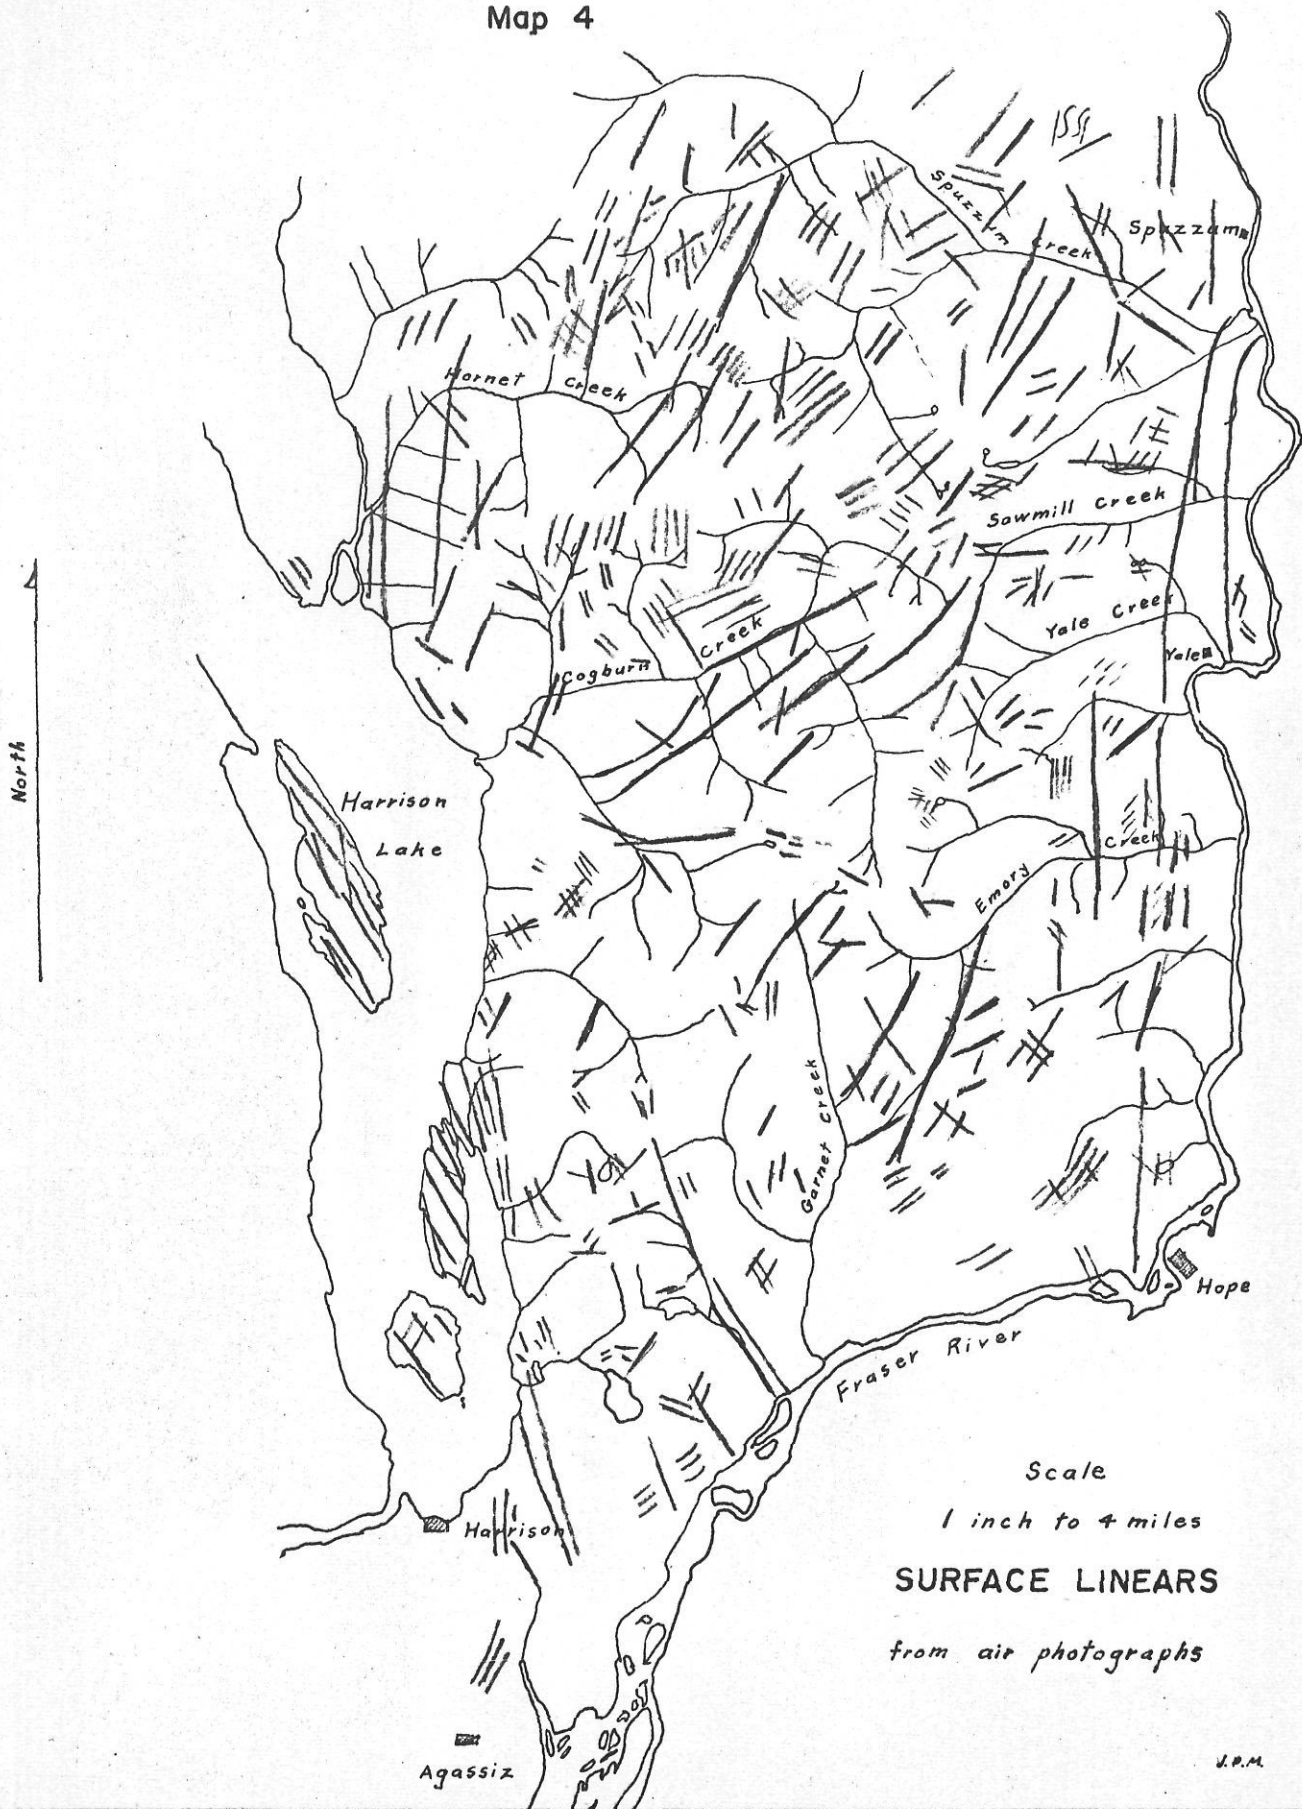 Map 4
Spuzzum
Creek
Spuzzum
Hornet Creek
Sawmill Creek
Yale Creek
Yale
Cogburn Creek
North
Harrison
Lake
Creek
Emory
Garnet Creek
Hope
Fraser River
Scale
1 inch to 4 miles
Harrison
SURFACE LINEARS
from air photographs
Agassiz
J.P.M.